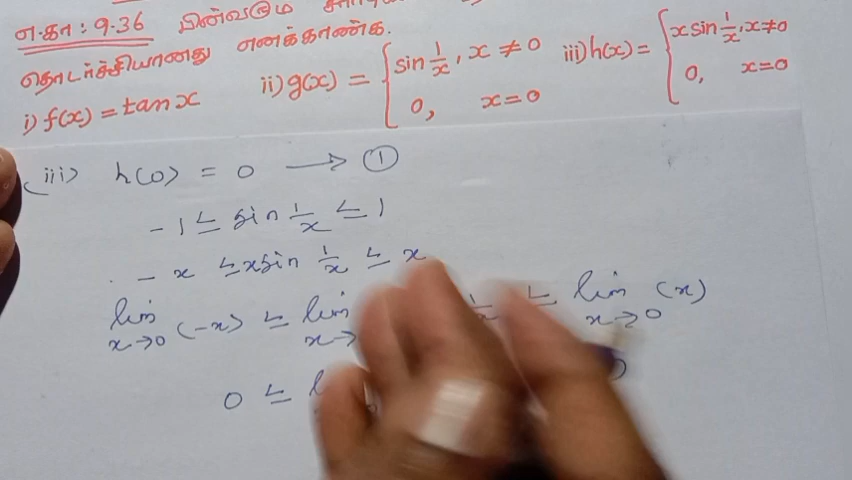 எ.கா: 9.36 பின்வரும்
தொடர்ச்சியானது எனக்காண்க.
i) f(x) = tan x ii) g(x) = { sin 1/x, x ≠ 0 iii) h(x) = { x sin 1/x, x ≠ 0
0, x = 0 0, x = 0
(iii) h(0) = 0 → ①
-1 ≤ sin 1/x ≤ 1
- x ≤ x sin 1/x ≤ x
lim x→0 (-x) ≤ lim x→ ≤ lim x→0 (x)
0 ≤